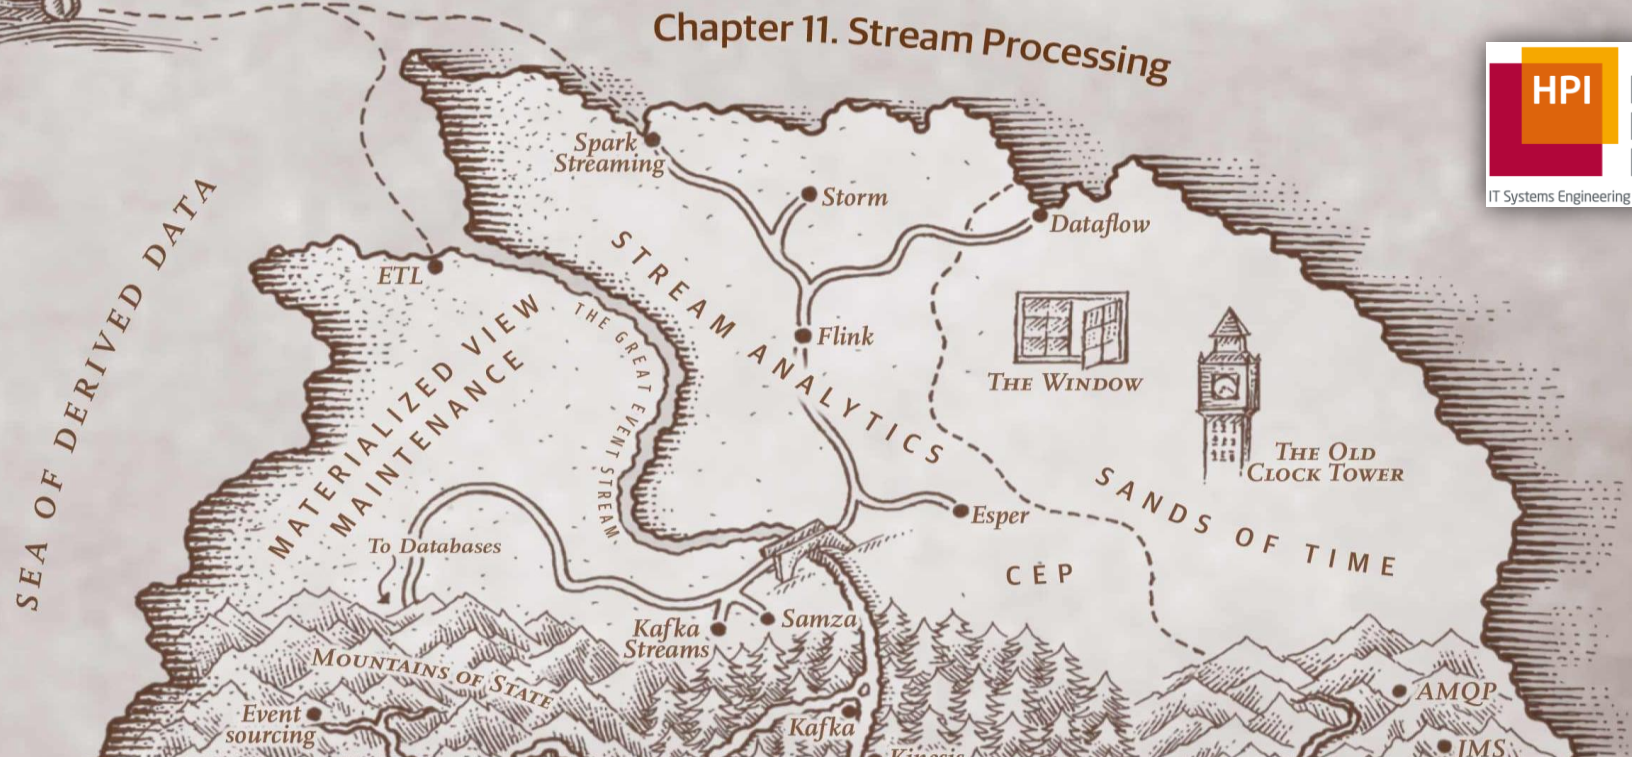 Chapter 11. Stream Processing
HPI
IT Systems Engineering
Spark
Streaming
Storm
Dataflow
SEA OF DERIVED DATA
ETL
STREAM ANALYTICS
THE GREAT EVENT STREAM
MATERIALIZED VIEW
MAINTENANCE
Flink
THE WINDOW
THE OLD
CLOCK TOWER
SANDS OF TIME
Esper
To Databases
CEP
Samza
Kafka
Streams
MOUNTAINS OF STATE
AMQP
Event
sourcing
Kafka
Kinesis
JMS